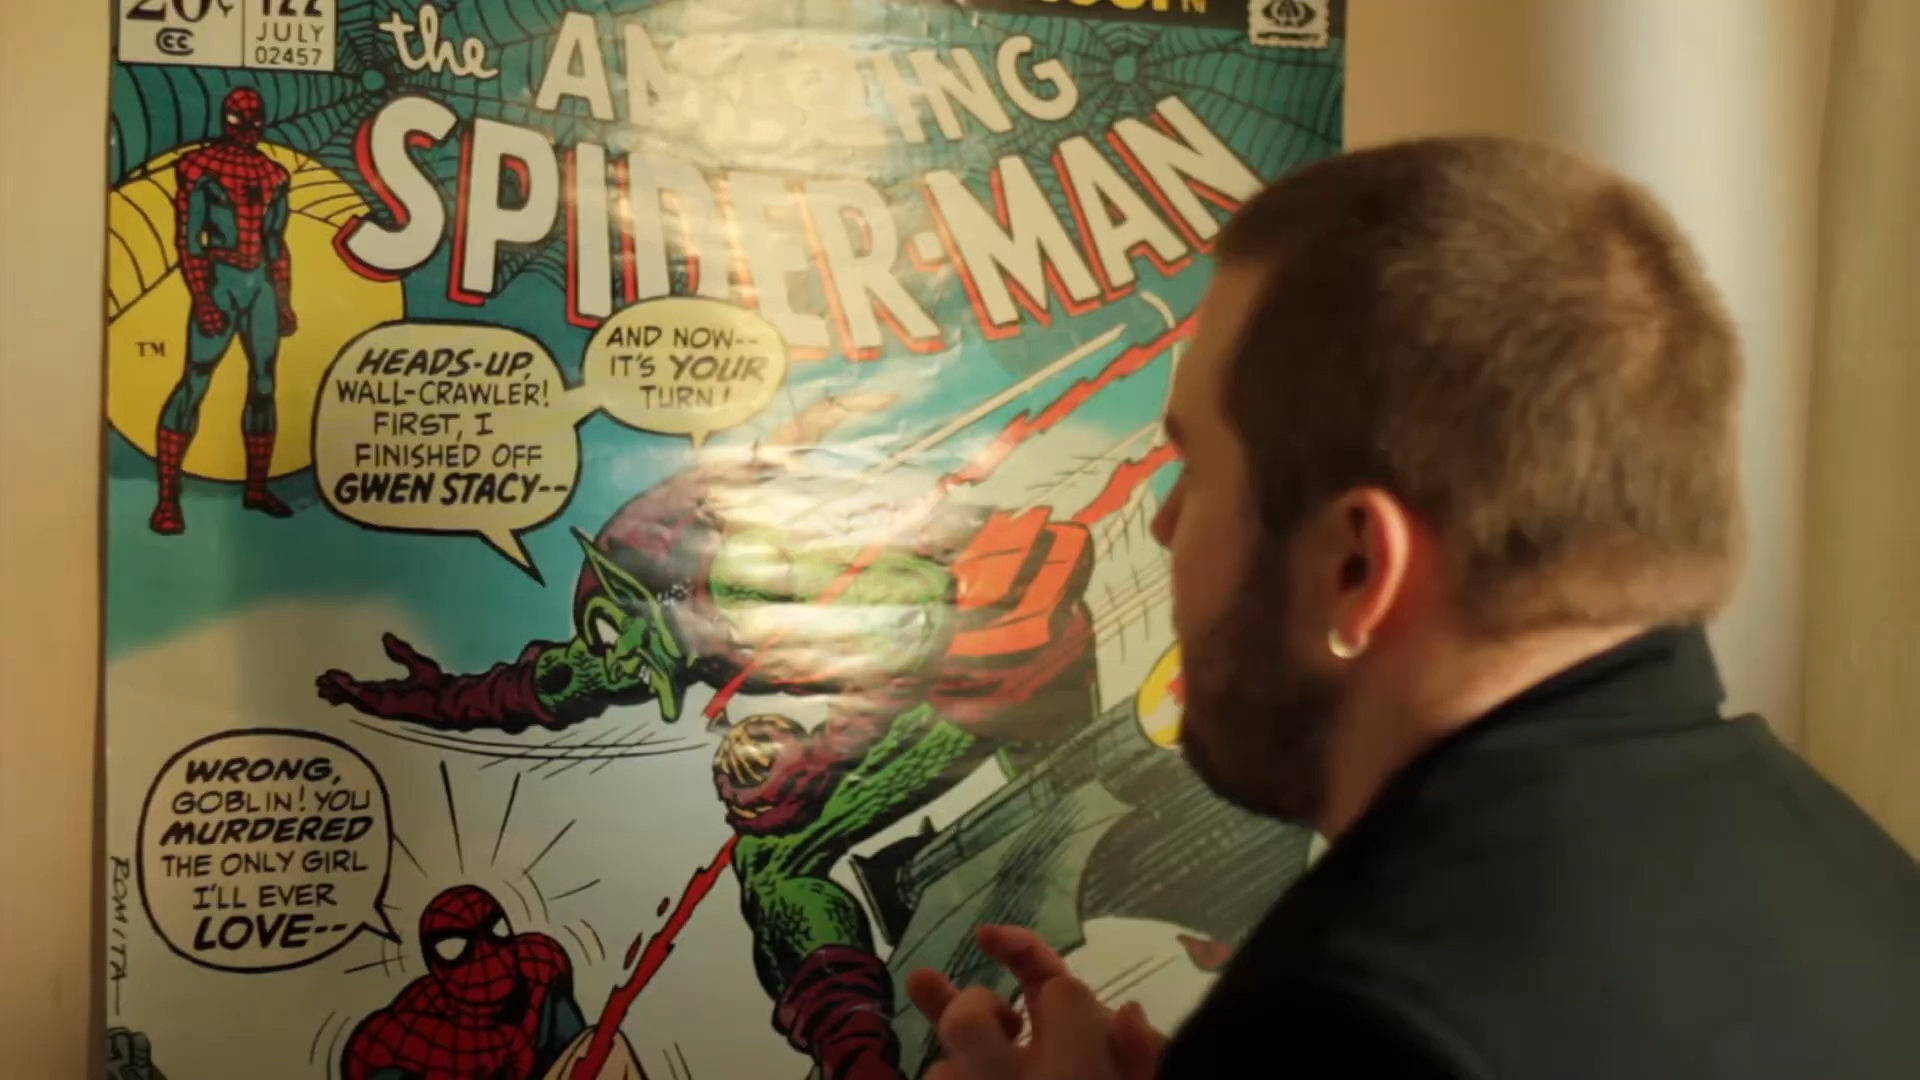 20¢
122
JULY
02457
CC
the AMAZING
SPIDER-MAN
TM
HEADS-UP,
WALL-CRAWLER!
FIRST, I
FINISHED OFF
GWEN STACY--
AND NOW--
IT'S YOUR
TURN!
WRONG,
GOBLIN! YOU
MURDERED
THE ONLY GIRL
I'LL EVER
LOVE--
ROMITA